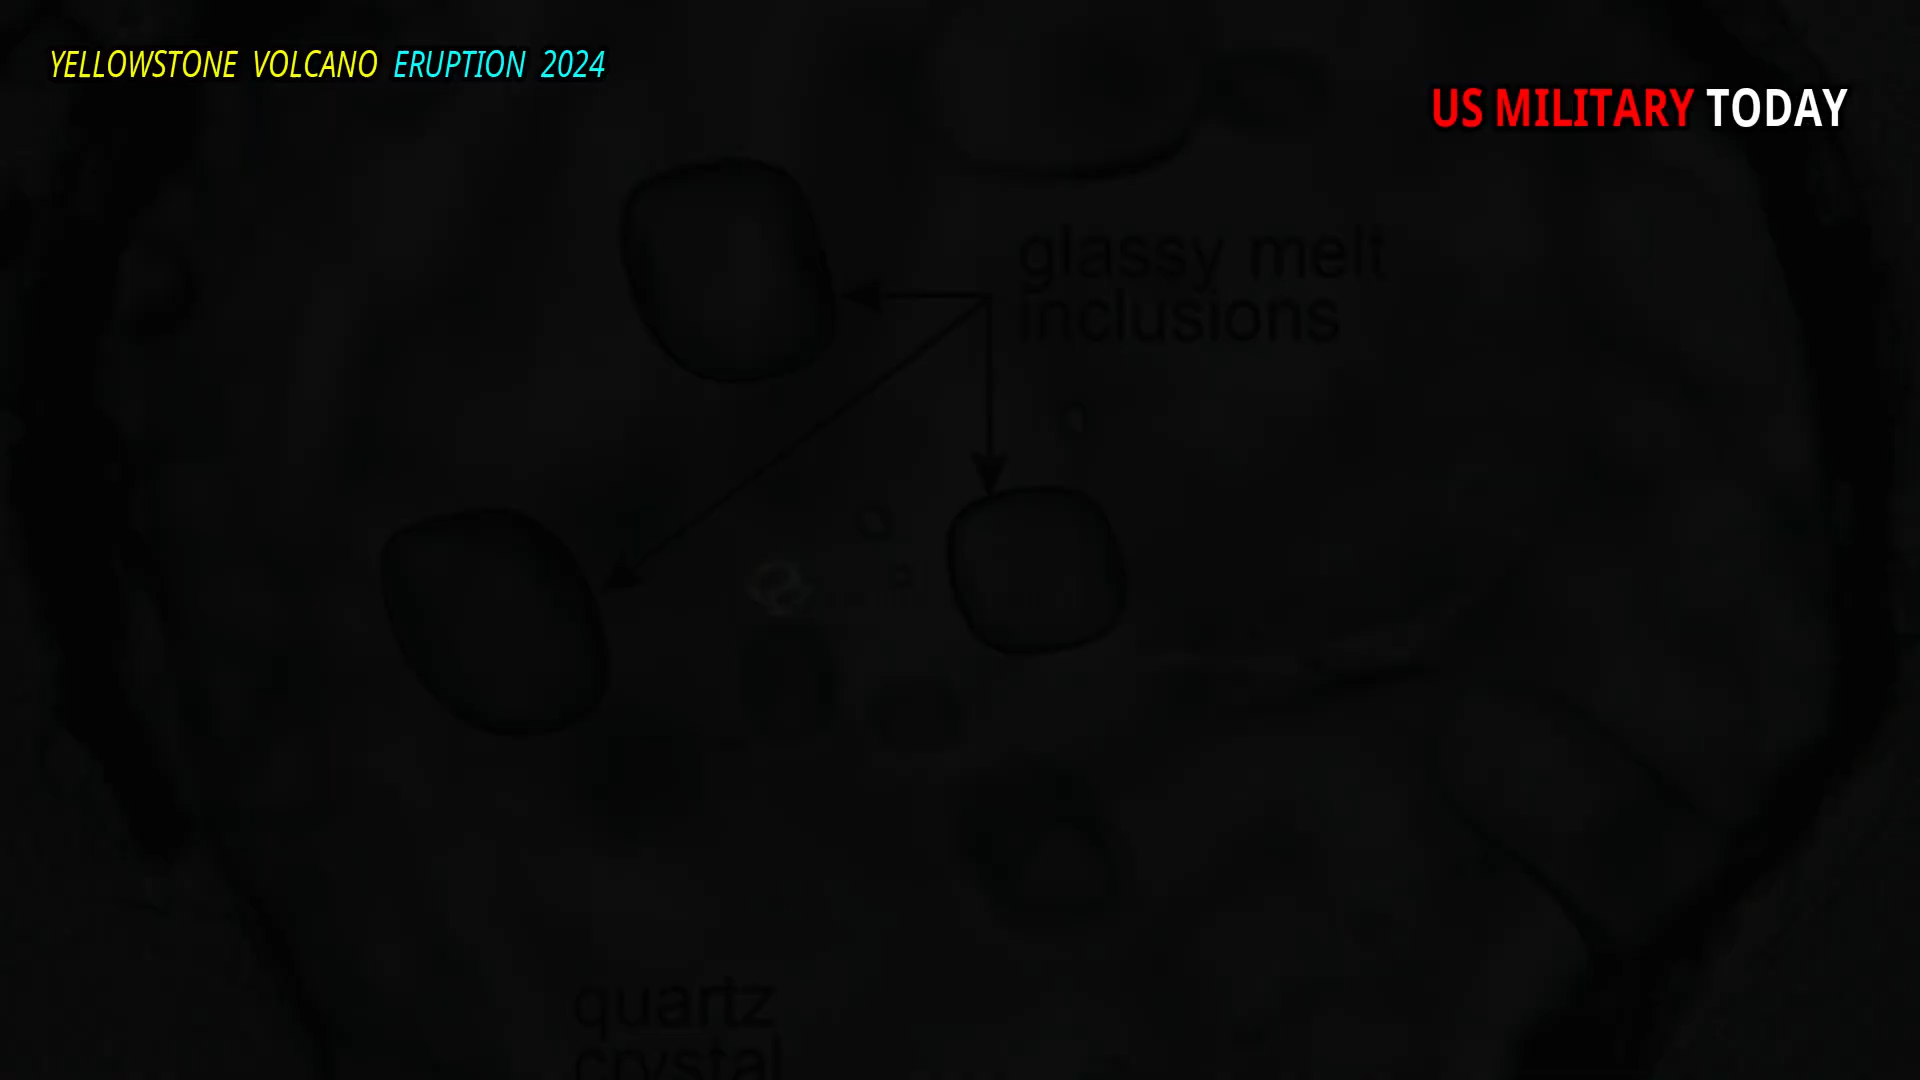 YELLOWSTONE VOLCANO ERUPTION 2024
US MILITARY TODAY
glassy melt
inclusions
quartz
crystal